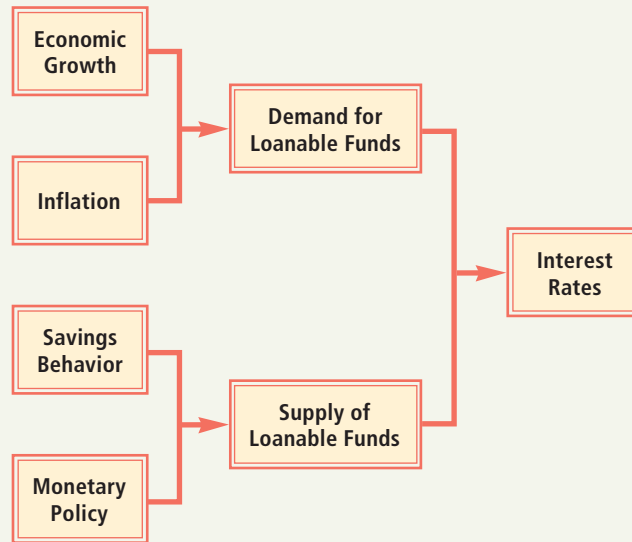 Economic
Growth
Demand for
Loanable Funds
Inflation
Interest
Rates
Savings
Behavior
Supply of
Loanable Funds
Monetary
Policy